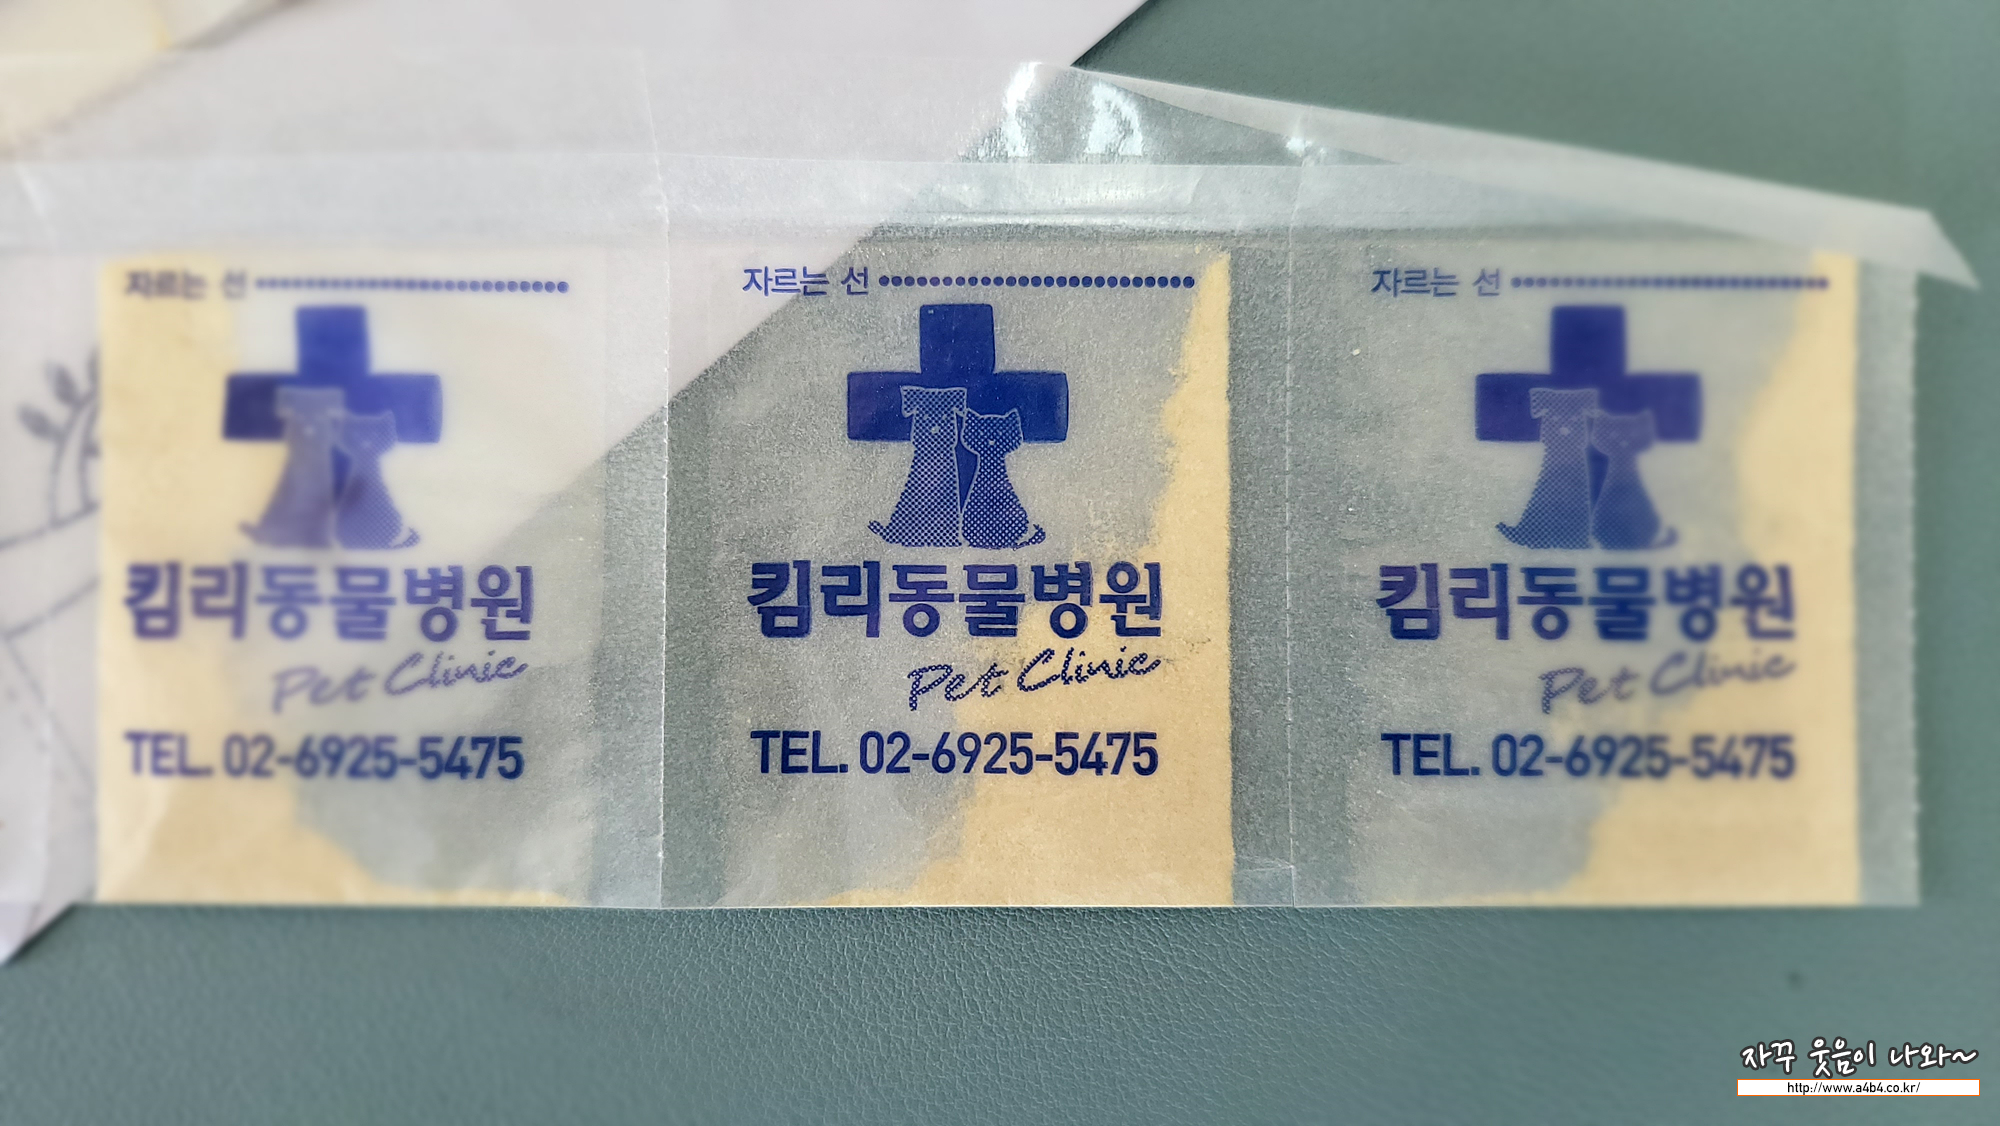 자르는 선
킴리동물병원
Pet Clinic
TEL. 02-6925-5475
자르는 선
킴리동물병원
Pet Clinic
TEL. 02-6925-5475
자르는 선
킴리동물병원
Pet Clinic
TEL. 02-6925-5475
자꾸 웃음이 나와~
http://www.a4b4.co.kr/